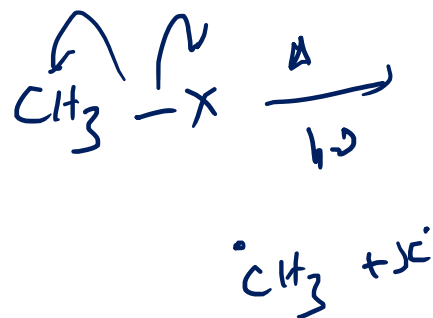 CH₃ — X → Δ
hν
•CH₃ + X•